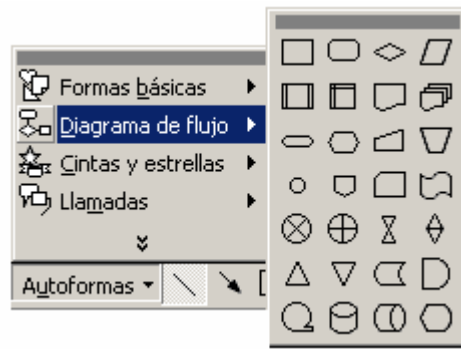 Formas básicas
Diagrama de flujo
Cintas y estrellas
Llamadas
Autoformas